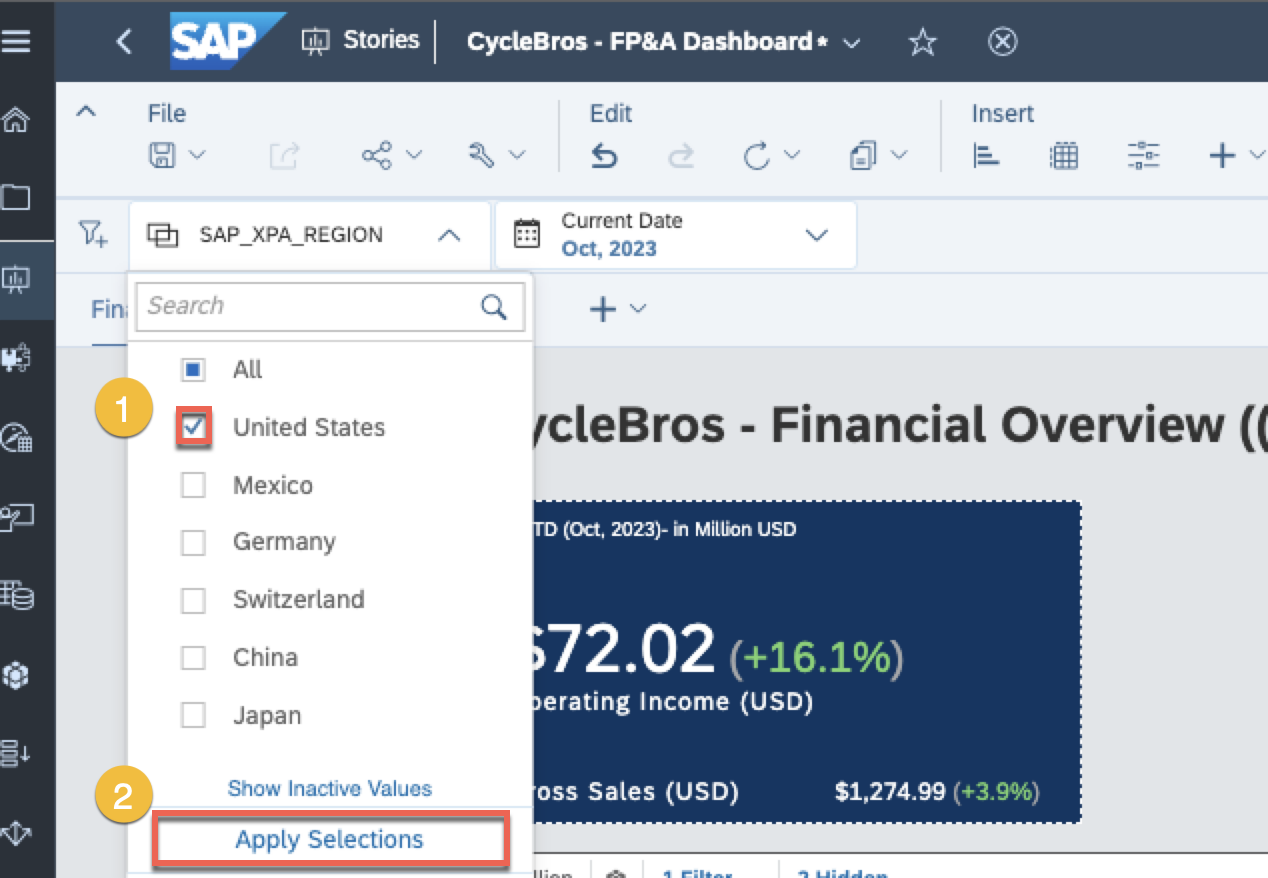 SAP Stories CycleBros - FP&A Dashboard*
File Edit Insert
SAP_XPA_REGION
Current Date
Oct, 2023
Search
All
1
United States
Mexico
Germany
Switzerland
China
Japan
Show Inactive Values
2
Apply Selections
ycleBros - Financial Overview ((
TD (Oct, 2023)- in Million USD
$72.02 (+16.1%)
perating Income (USD)
ross Sales (USD) $1,274.99 (+3.9%)
1 Filter 2 Hidden